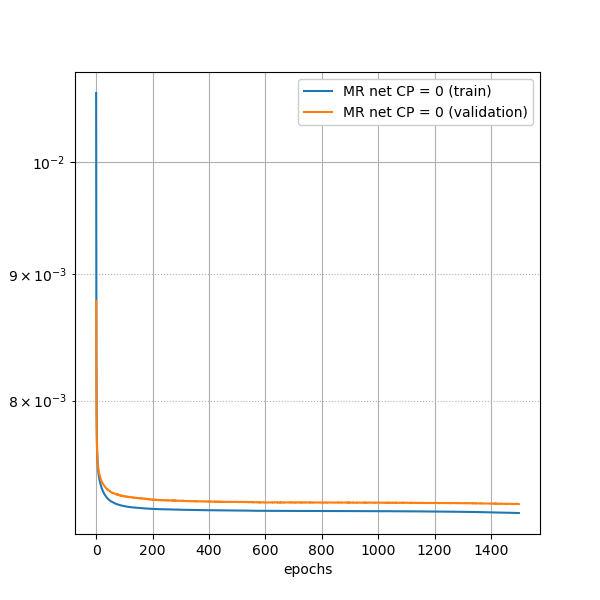 MR net CP = 0 (train)
MR net CP = 0 (validation)
10⁻²
9 × 10⁻³
8 × 10⁻³
0 200 400 600 800 1000 1200 1400
epochs